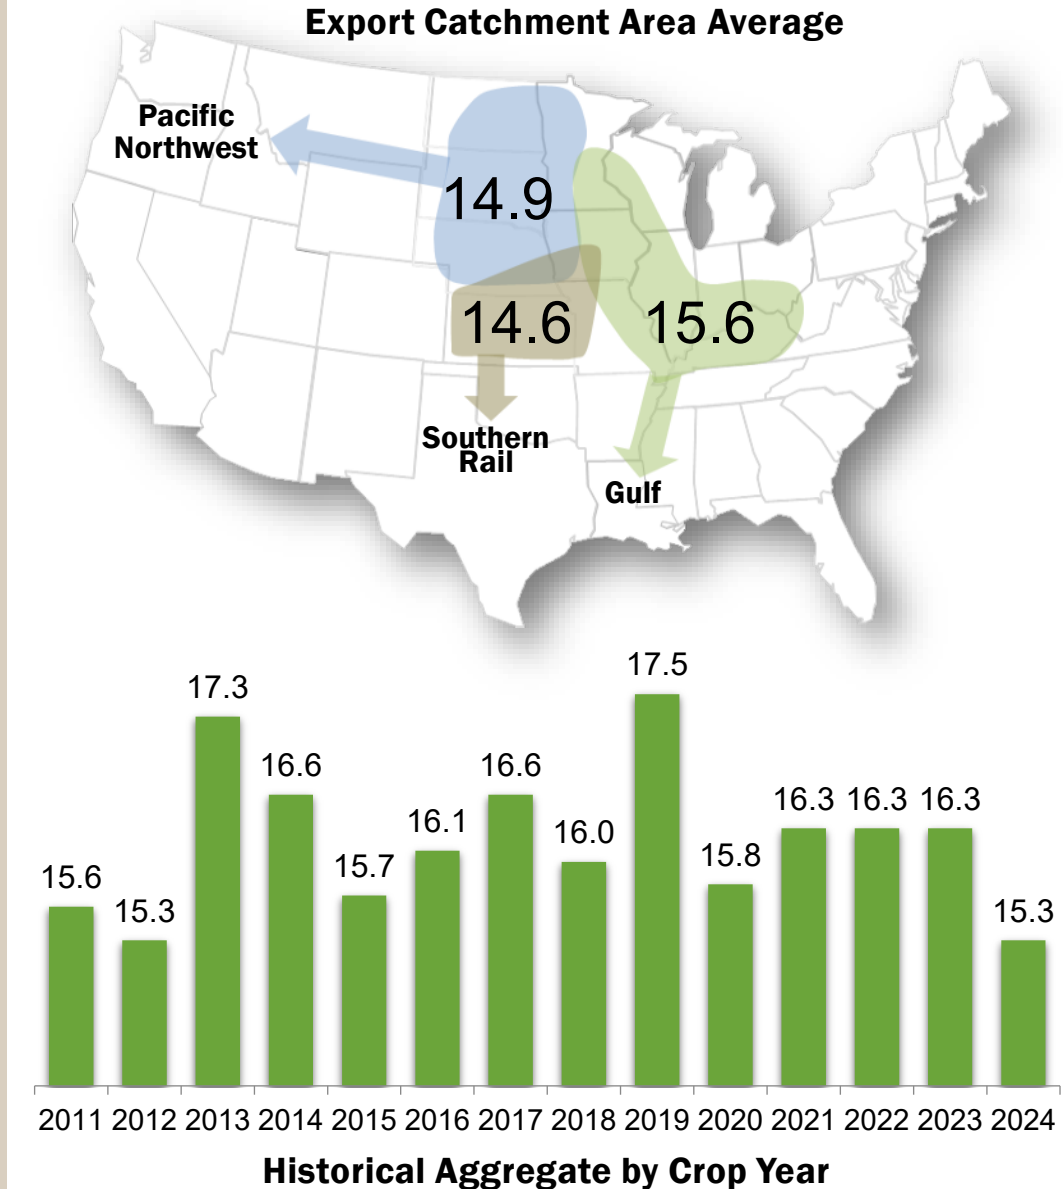 Export Catchment Area Average
Pacific
Northwest
14.9
14.6
15.6
Southern
Rail
Gulf
17.5
17.3
16.6
16.6
16.3
16.3
16.3
16.1
16.0
15.7
15.8
15.6
15.3
15.3
2011 2012 2013 2014 2015 2016 2017 2018 2019 2020 2021 2022 2023 2024
Historical Aggregate by Crop Year